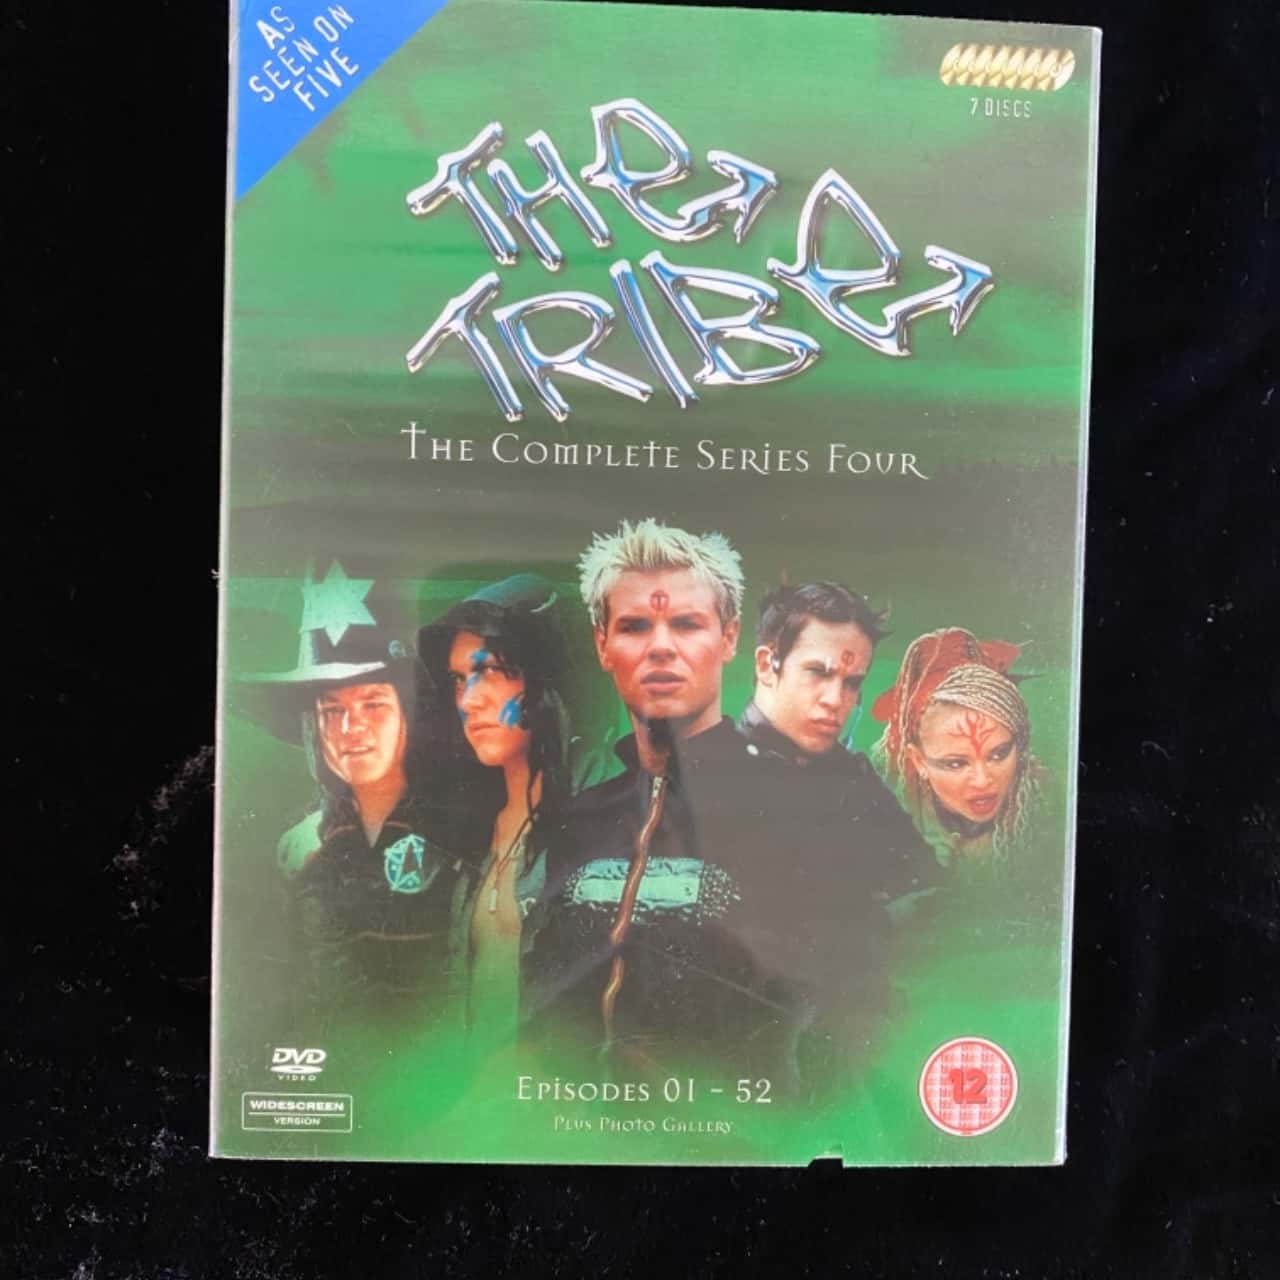 AS
SEEN ON
FIVE
7 DISCS
THE
TRIBE
THE COMPLETE SERIES FOUR
DVD
VIDEO
WIDESCREEN
VERSION
EPISODES 01 - 52
PLUS PHOTO GALLERY
12